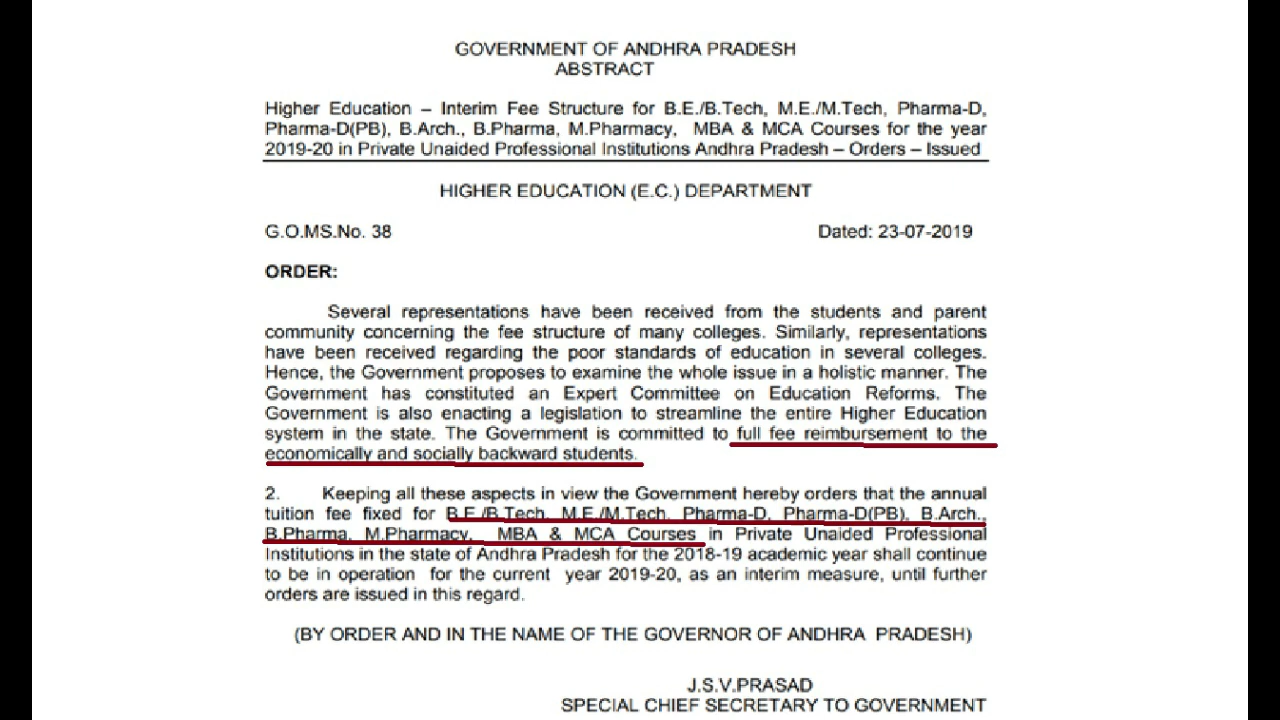 GOVERNMENT OF ANDHRA PRADESH
ABSTRACT
Higher Education – Interim Fee Structure for B.E./B.Tech, M.E./M.Tech, Pharma-D,
Pharma-D(PB), B.Arch., B.Pharma, M.Pharmacy, MBA & MCA Courses for the year
2019-20 in Private Unaided Professional Institutions Andhra Pradesh – Orders – Issued
HIGHER EDUCATION (E.C.) DEPARTMENT
G.O.MS.No. 38 Dated: 23-07-2019
ORDER:
Several representations have been received from the students and parent
community concerning the fee structure of many colleges. Similarly, representations
have been received regarding the poor standards of education in several colleges.
Hence, the Government proposes to examine the whole issue in a holistic manner. The
Government has constituted an Expert Committee on Education Reforms. The
Government is also enacting a legislation to streamline the entire Higher Education
system in the state. The Government is committed to full fee reimbursement to the
economically and socially backward students.
2. Keeping all these aspects in view the Government hereby orders that the annual
tuition fee fixed for B.E./B.Tech, M.E./M.Tech, Pharma-D, Pharma-D(PB), B.Arch.,
B.Pharma, M.Pharmacy, MBA & MCA Courses in Private Unaided Professional
Institutions in the state of Andhra Pradesh for the 2018-19 academic year shall continue
to be in operation for the current year 2019-20, as an interim measure, until further
orders are issued in this regard.
(BY ORDER AND IN THE NAME OF THE GOVERNOR OF ANDHRA PRADESH)
J.S.V.PRASAD
SPECIAL CHIEF SECRETARY TO GOVERNMENT